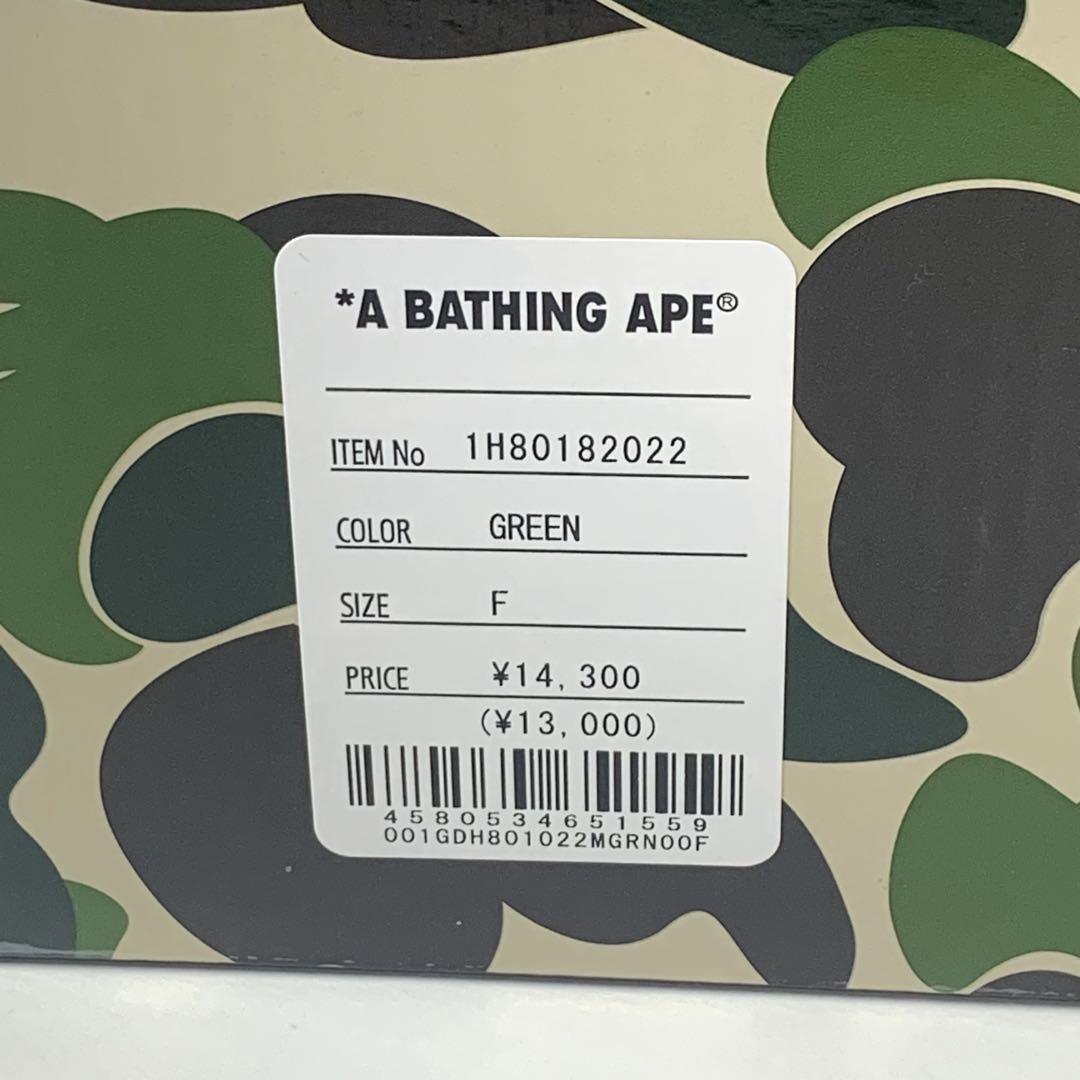 *A BATHING APE®
ITEM No 1H80182022
COLOR GREEN
SIZE F
PRICE ¥14,300
(¥13,000)
4580534651559
001GDH801022MGRN00F